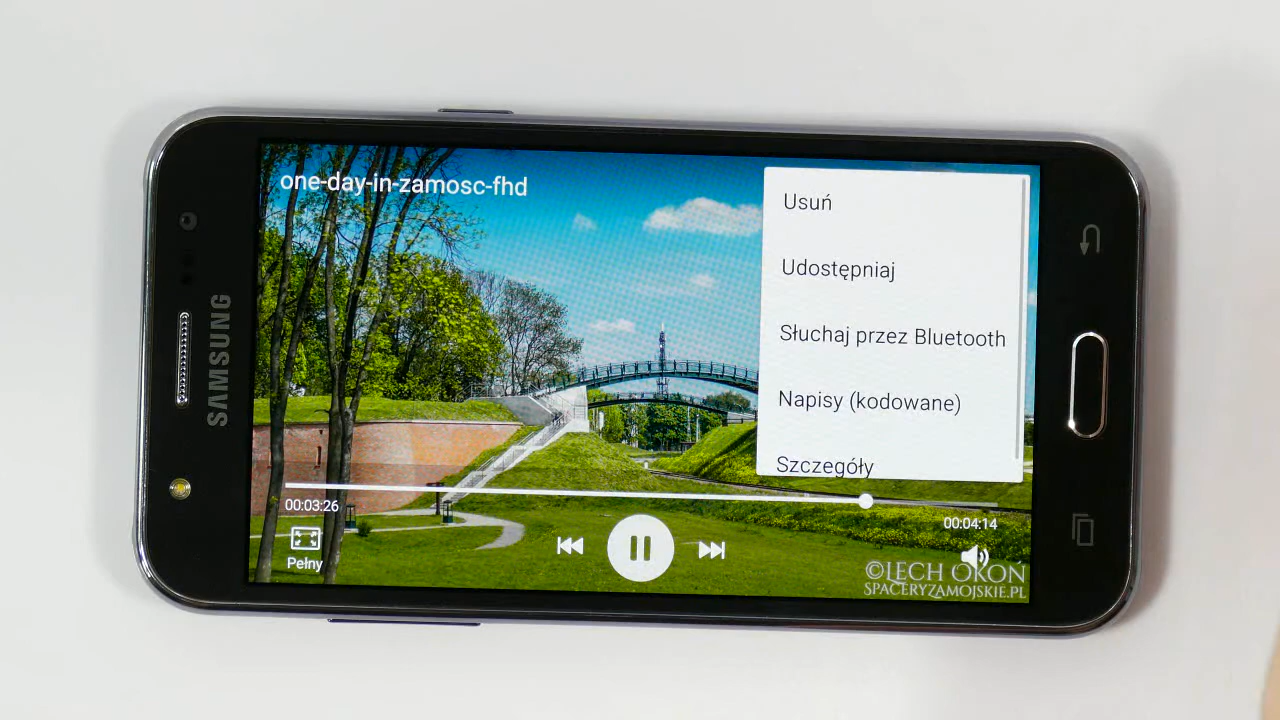 SAMSUNG
one-day-in-zamosc-fhd
Usuń
Udostępniaj
Słuchaj przez Bluetooth
Napisy (kodowane)
Szczegóły
00:03:26
00:04:14
Pełny
©LECH OKOŃ
SPACERYZAMOJSKIE.PL